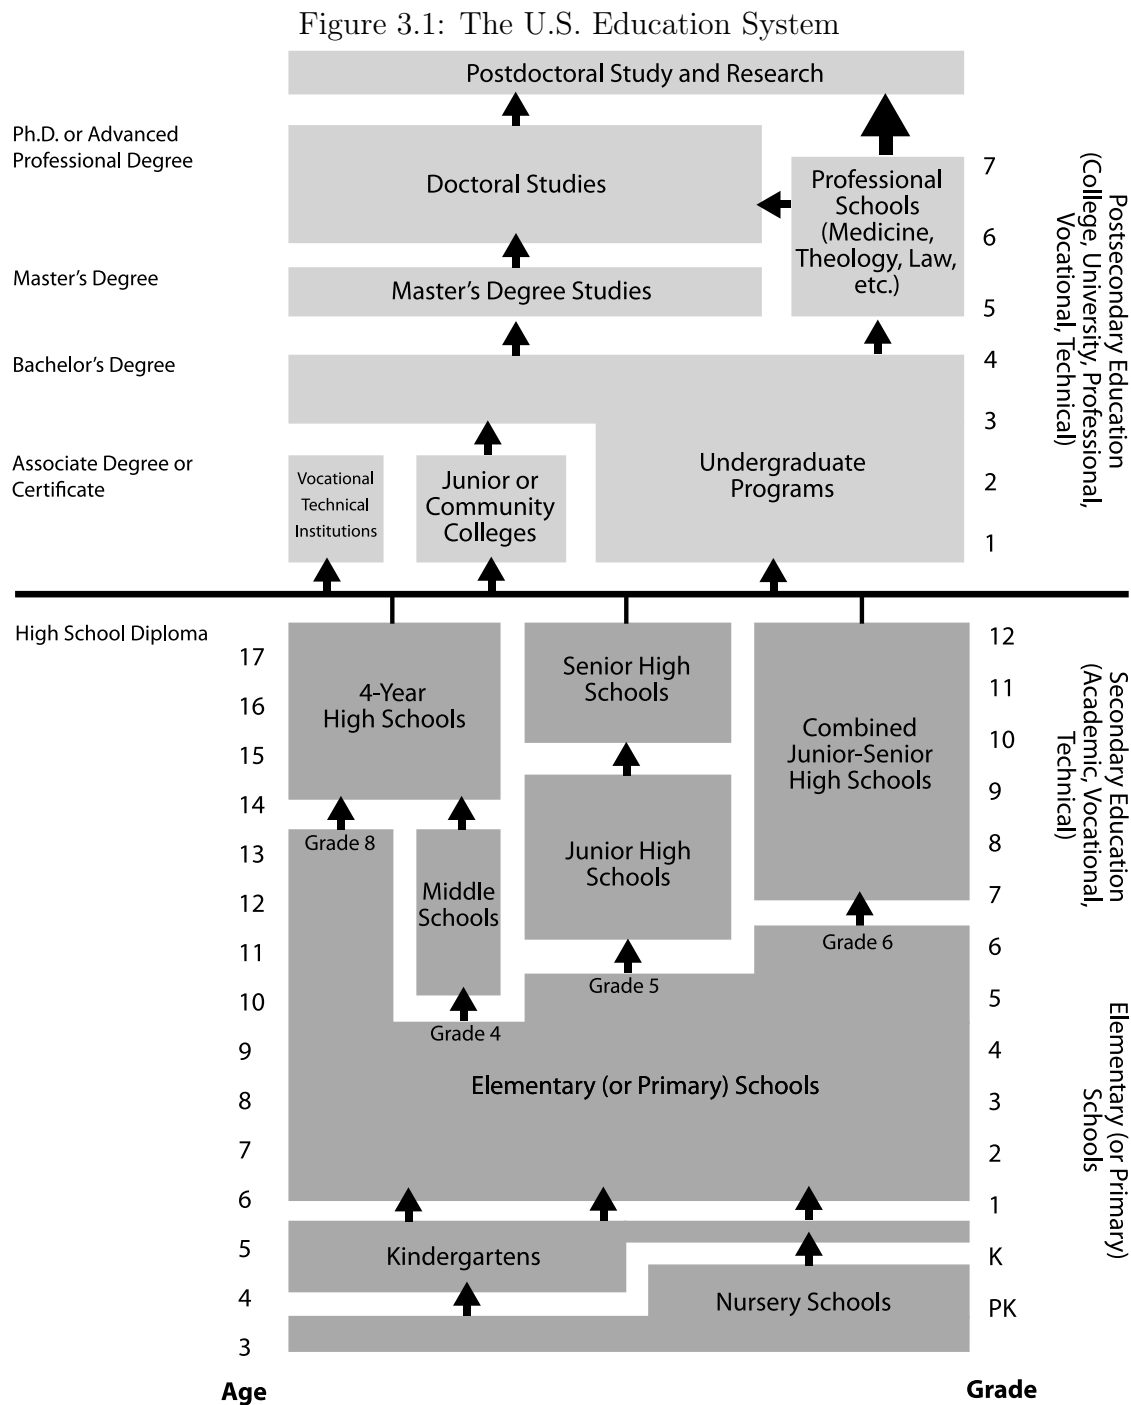 Figure 3.1: The U.S. Education System
Postdoctoral Study and Research
Ph.D. or Advanced
Professional Degree
Doctoral Studies
Professional
Schools
(Medicine,
Theology, Law,
etc.)
7
6
5
Master's Degree
Master's Degree Studies
Bachelor's Degree
4
3
Associate Degree or
Certificate
Vocational
Technical
Institutions
Junior or
Community
Colleges
Undergraduate
Programs
2
1
Postsecondary Education
(College, University, Professional,
Vocational, Technical)
High School Diploma
17
16
15
14
13
12
11
10
9
8
7
6
5
4
3
Age
4-Year
High Schools
Senior High
Schools
Combined
Junior-Senior
High Schools
Grade 8
Middle
Schools
Junior High
Schools
Grade 6
Grade 5
Grade 4
Elementary (or Primary) Schools
Kindergartens
Nursery Schools
12
11
10
9
8
7
6
5
4
3
2
1
K
PK
Grade
Secondary Education
(Academic, Vocational,
Technical)
Elementary (or Primary)
Schools